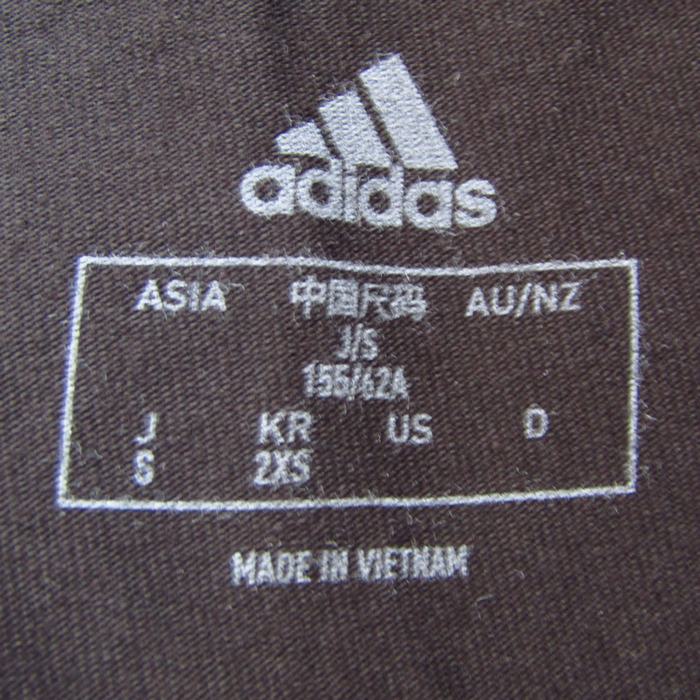 adidas
ASIA 中国尺码 AU/NZ
J/S
155/62A
J KR US D
S 2XS
MADE IN VIETNAM